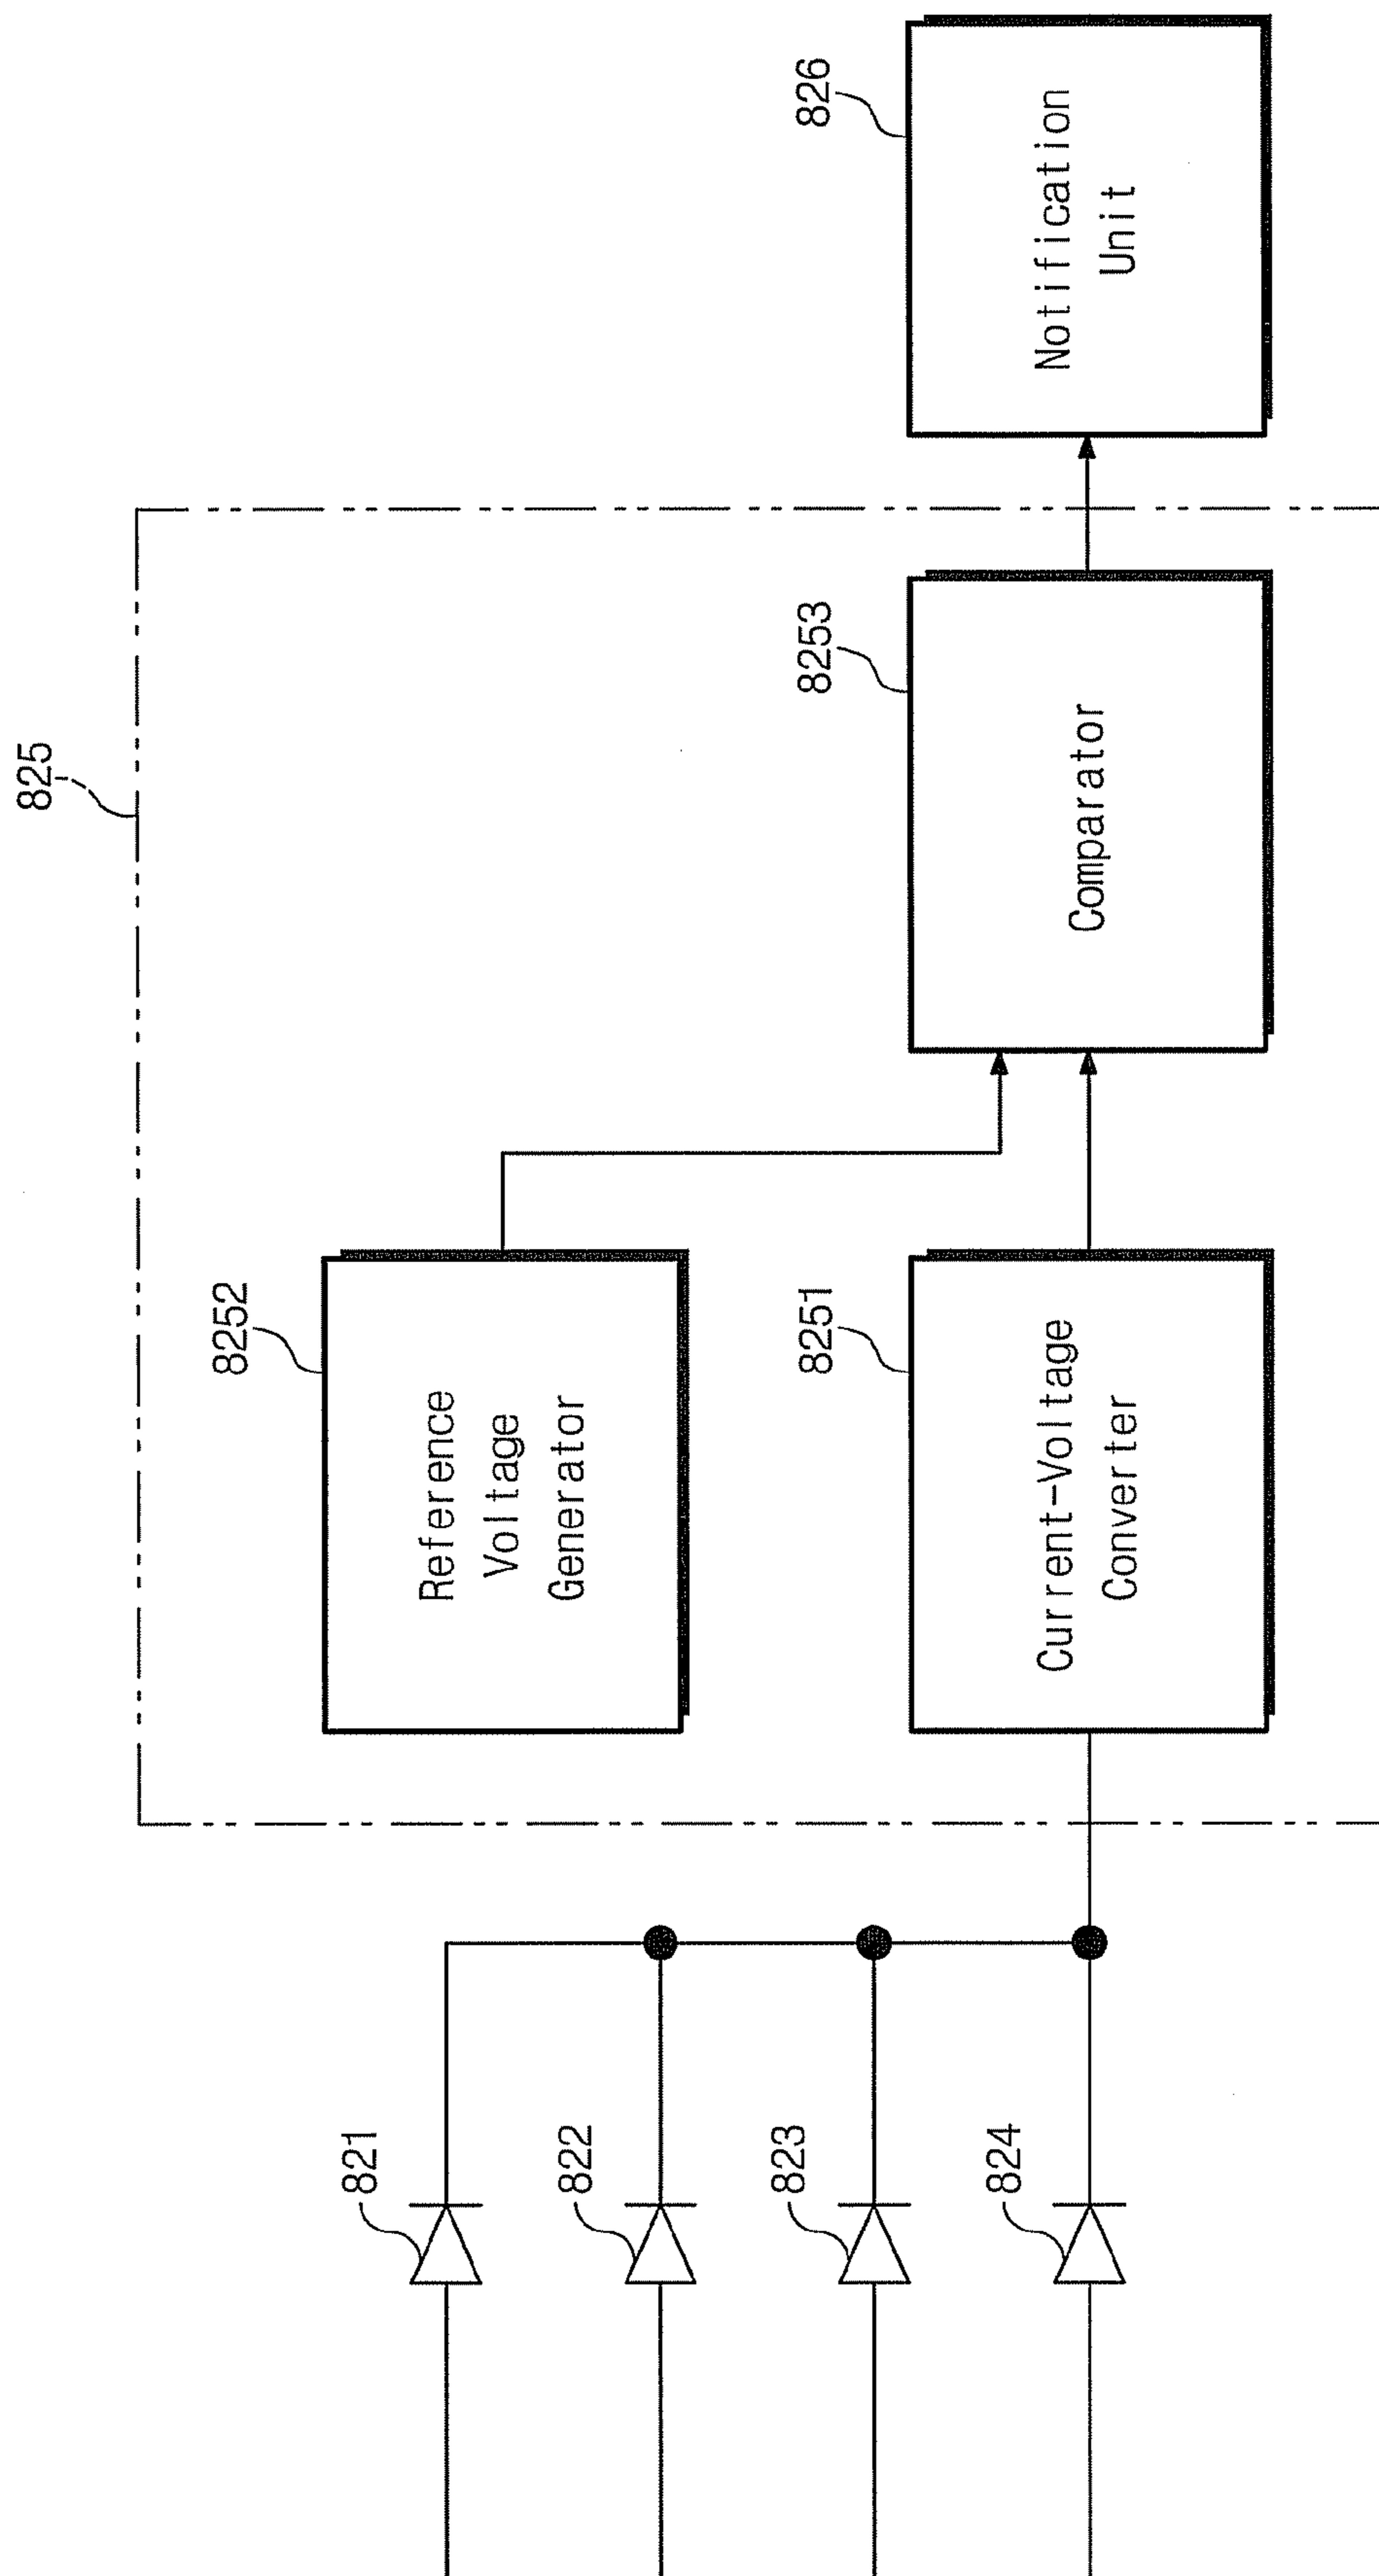 825
821
822
823
824
8252
Reference
Voltage
Generator
8251
Current-Voltage
Converter
8253
Comparator
826
Notification
Unit